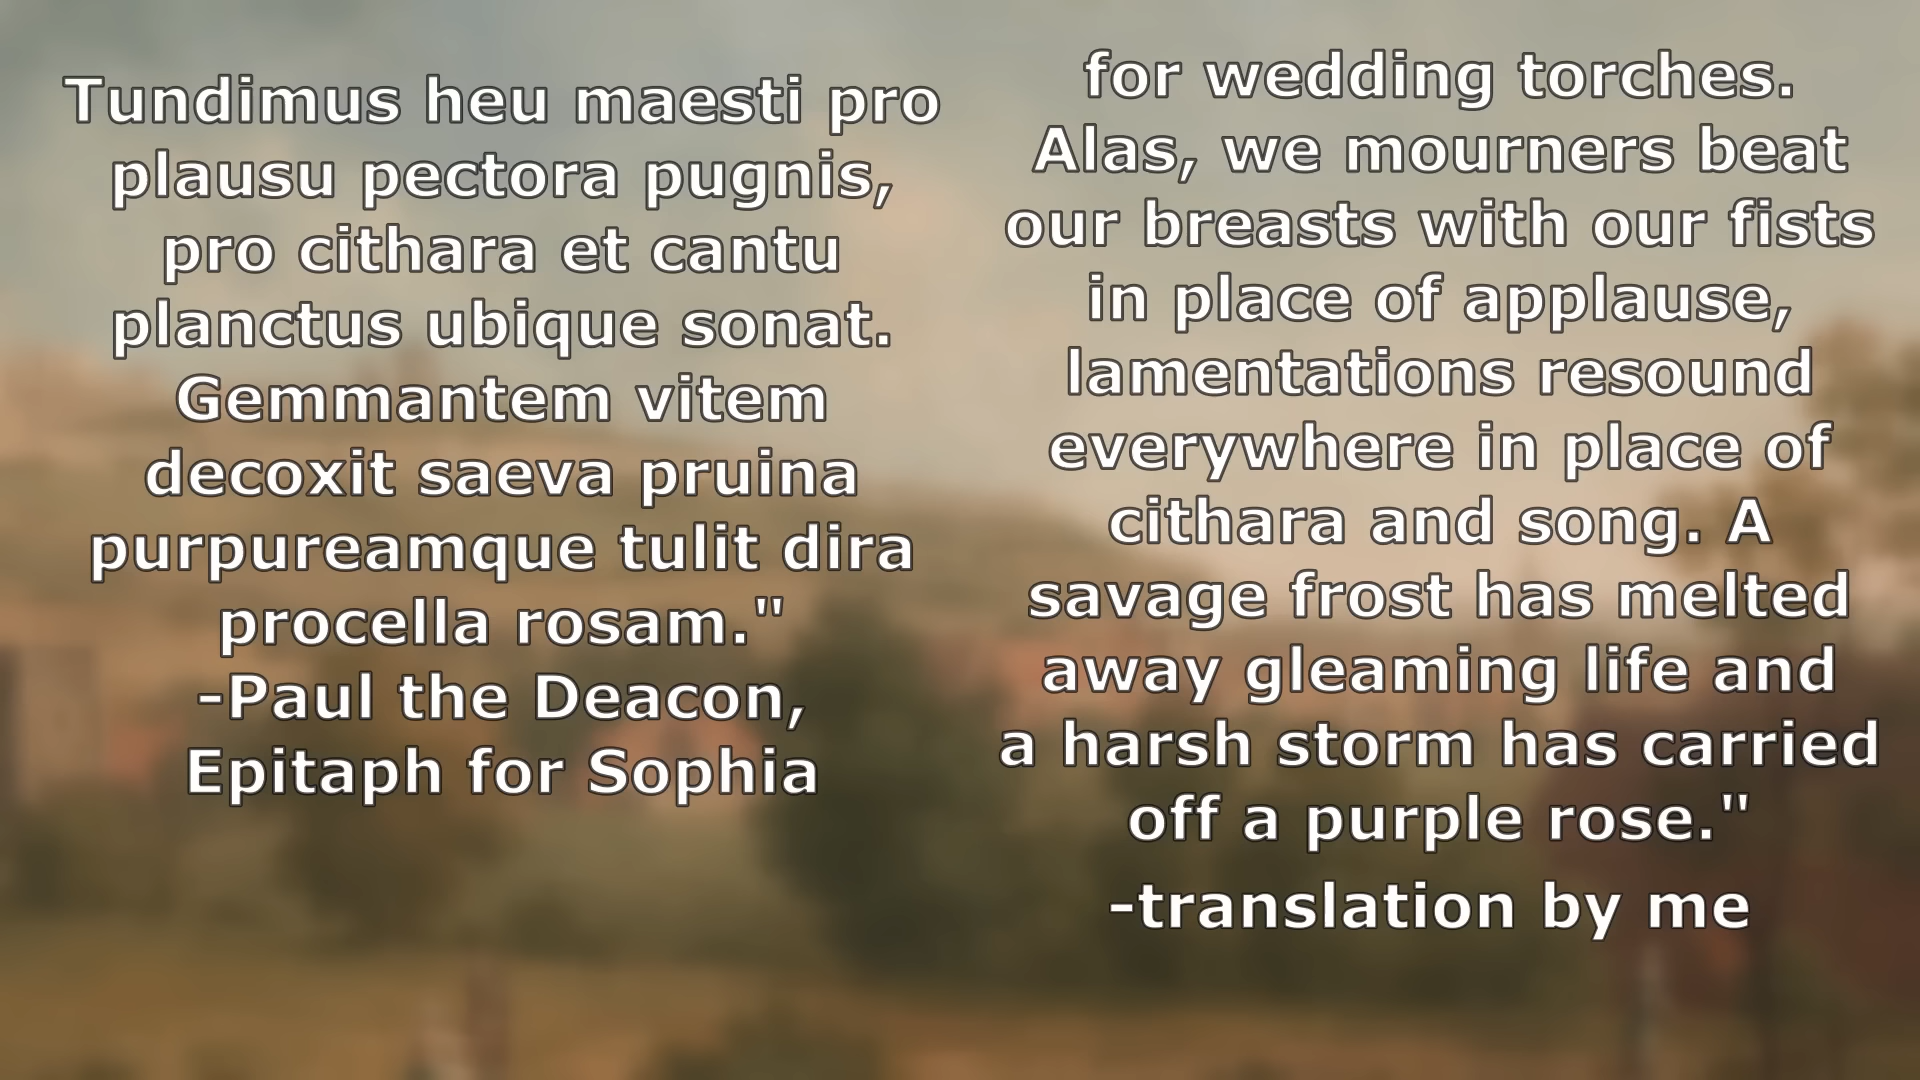 Tundimus heu maesti pro
plausu pectora pugnis,
pro cithara et cantu
planctus ubique sonat.
Gemmantem vitem
decoxit saeva pruina
purpureamque tulit dira
procella rosam."
-Paul the Deacon,
Epitaph for Sophia
for wedding torches.
Alas, we mourners beat
our breasts with our fists
in place of applause,
lamentations resound
everywhere in place of
cithara and song. A
savage frost has melted
away gleaming life and
a harsh storm has carried
off a purple rose."
-translation by me